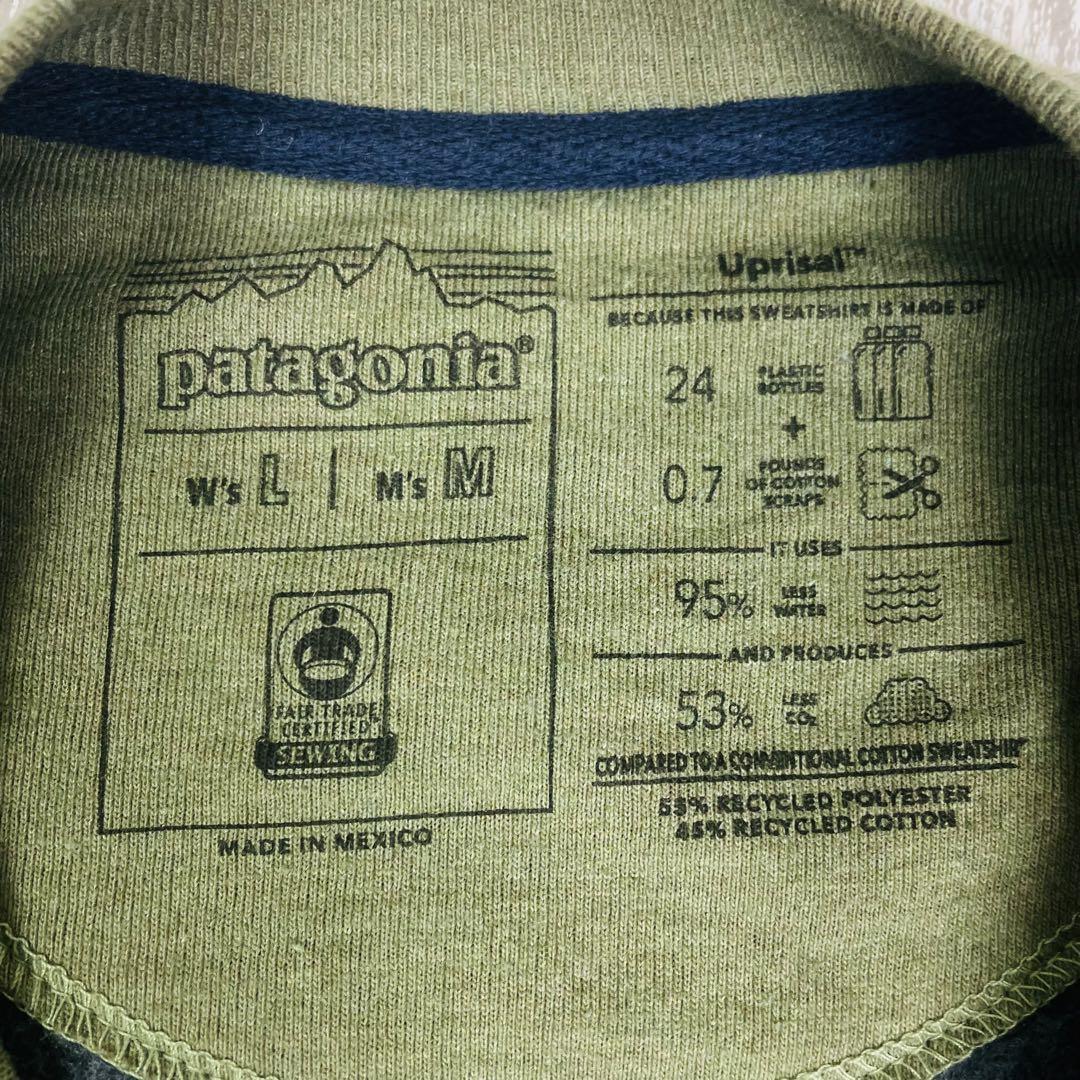 patagonia®
W's L | M's M
FAIR TRADE
CERTIFIED
SEWING
MADE IN MEXICO
Uprisal™
BECAUSE THIS SWEATSHIRT IS MADE OF
24 PLASTIC
BOTTLES
+
0.7 POUNDS
OF COTTON
SCRAPS
IT USES
95% LESS
WATER
AND PRODUCES
53% LESS
CO₂
COMPARED TO A CONVENTIONAL COTTON SWEATSHIRT
55% RECYCLED POLYESTER
45% RECYCLED COTTON